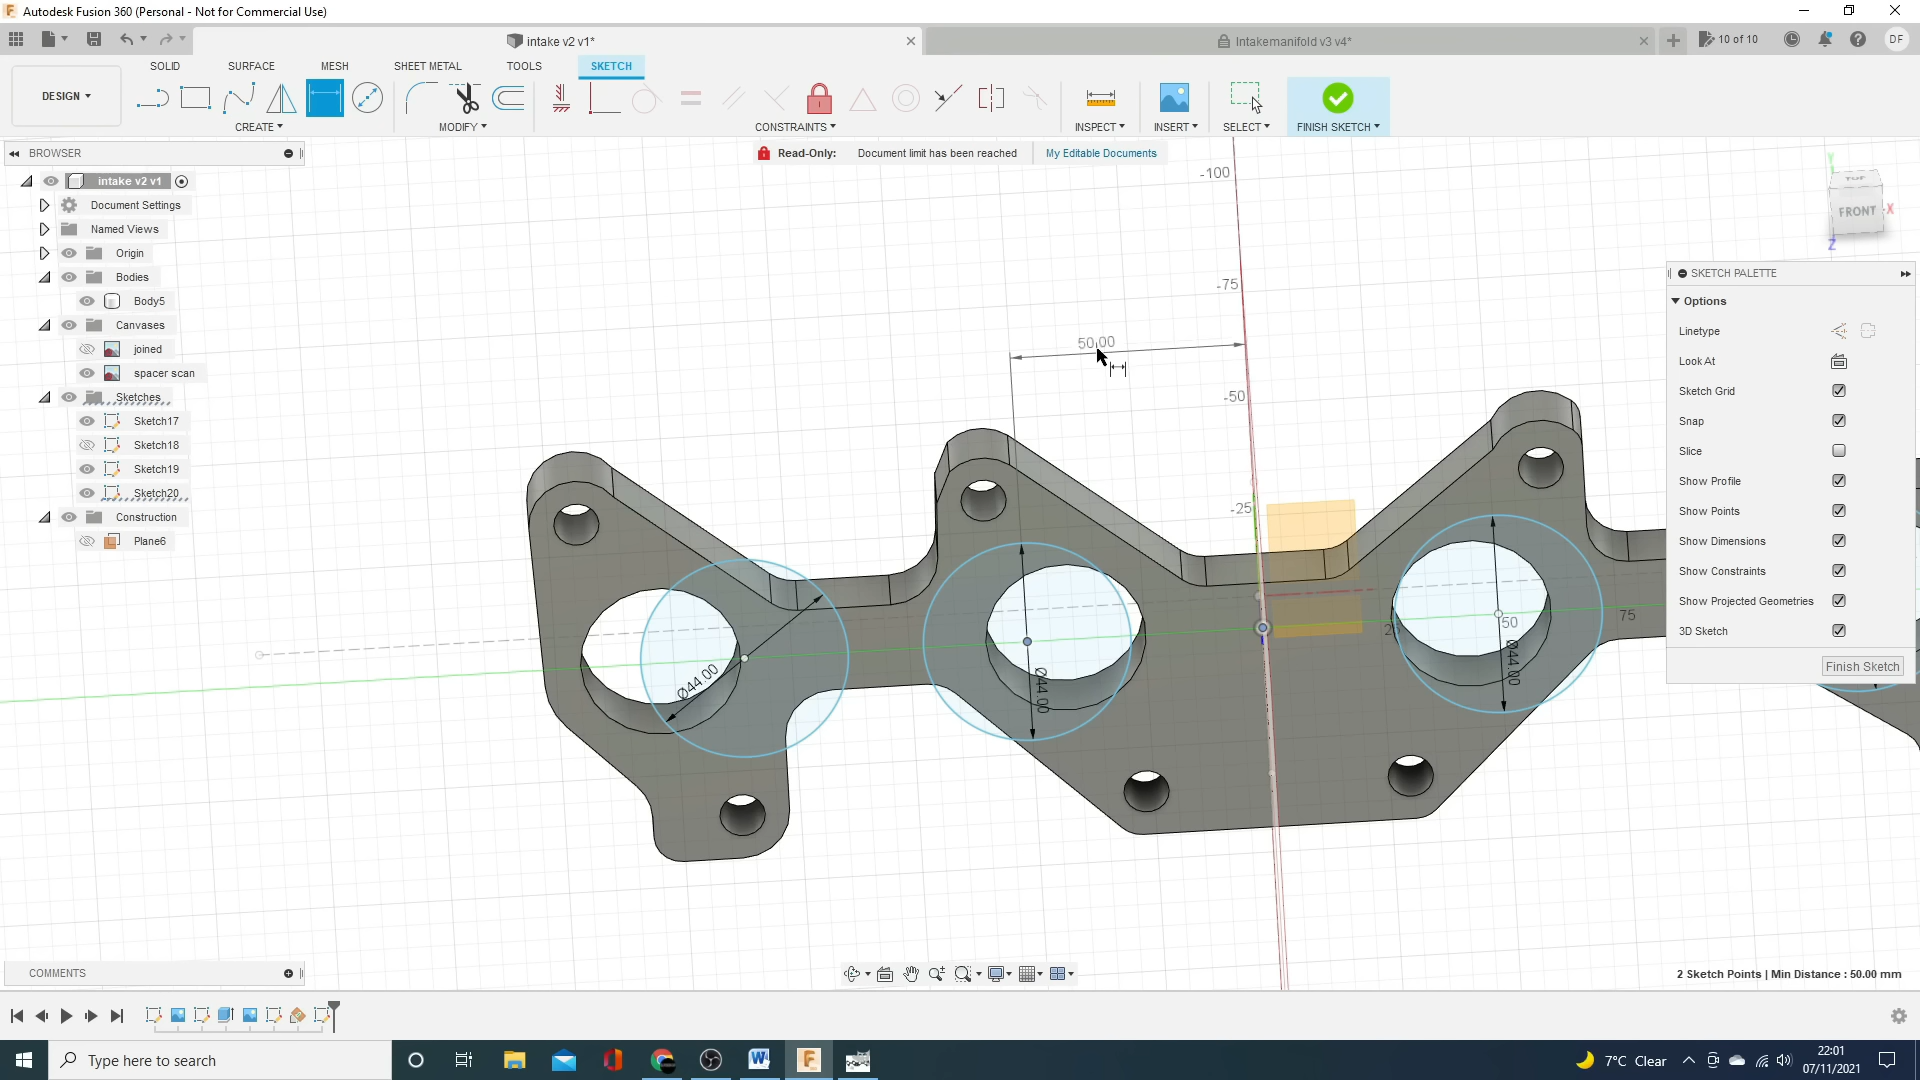 Autodesk Fusion 360 (Personal - Not for Commercial Use)
intake v2 v1*
Intakemanifold v3 v4*
10 of 10
DF
DESIGN
SOLID
SURFACE
MESH
SHEET METAL
TOOLS
SKETCH
CREATE
MODIFY
CONSTRAINTS
INSPECT
INSERT
SELECT
FINISH SKETCH
BROWSER
Read-Only: Document limit has been reached My Editable Documents
intake v2 v1
Document Settings
Named Views
Origin
Bodies
Body5
Canvases
joined
spacer scan
Sketches
Sketch17
Sketch18
Sketch19
Sketch20
Construction
Plane6
-100
-75
50.00
-50
-25
50
75
Ø44.00
Ø44.00
Ø44.00
TOP
FRONT
X
Y
Z
SKETCH PALETTE
Options
Linetype
Look At
Sketch Grid
Snap
Slice
Show Profile
Show Points
Show Dimensions
Show Constraints
Show Projected Geometries
3D Sketch
Finish Sketch
COMMENTS
2 Sketch Points | Min Distance : 50.00 mm
Type here to search
7°C Clear
22:01
07/11/2021